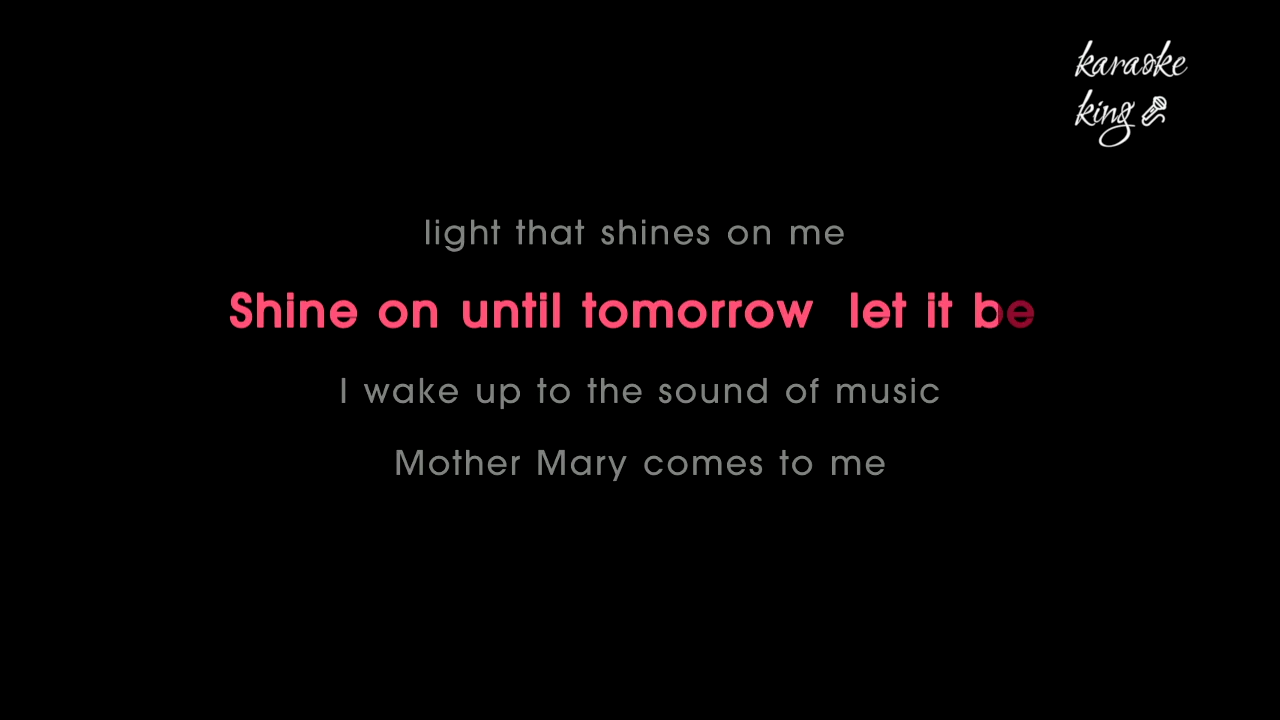 karaoke
king
light that shines on me
Shine on until tomorrow let it be
I wake up to the sound of music
Mother Mary comes to me